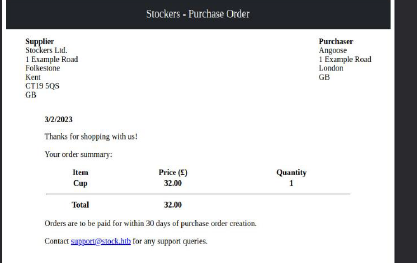 Stockers - Purchase Order
Supplier
Stockers Ltd.
1 Example Road
Folkestone
Kent
CT19 5QS
GB
Purchaser
Angoose
1 Example Road
London
GB
3/2/2023
Thanks for shopping with us!
Your order summary:
Item Price (£) Quantity
Cup 32.00 1
Total 32.00
Orders are to be paid for within 30 days of purchase order creation.
Contact support@stock.htb for any support queries.